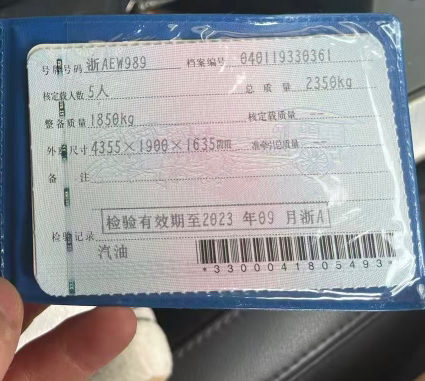 号牌号码 浙AEW989 档案编号 040119330361
核定载人数 5人 总质量 2350kg
整备质量 1850kg 核定载质量 --
外廓尺寸 4355×1900×1635mm 准牵引总质量 --
备注
检验有效期至2023 年09 月浙A
检验记录
汽油
*3300041805493*